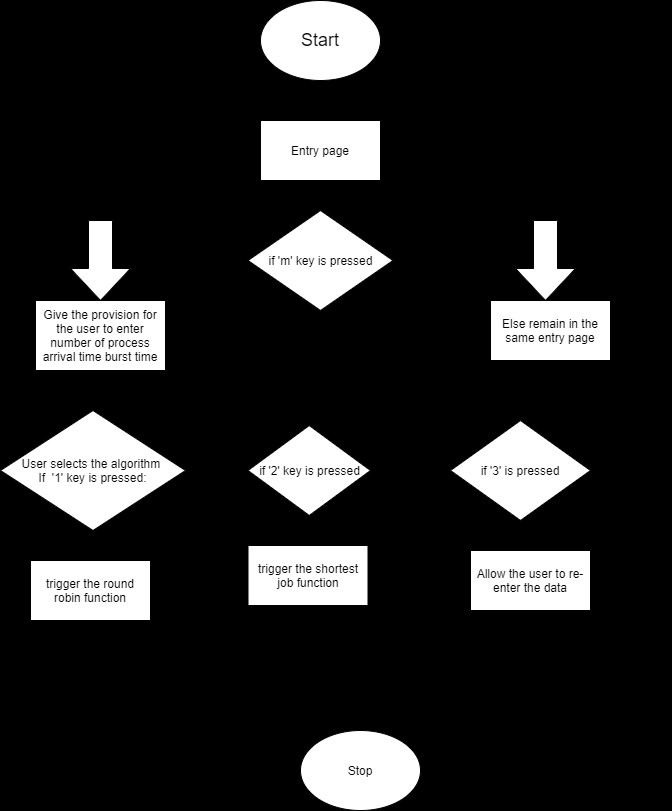 Start
Entry page
if 'm' key is pressed
Give the provision for
the user to enter
number of process
arrival time burst time
Else remain in the
same entry page
User selects the algorithm
If '1' key is pressed:
if '2' key is pressed
if '3' is pressed
trigger the round
robin function
trigger the shortest
job function
Allow the user to re-
enter the data
Stop